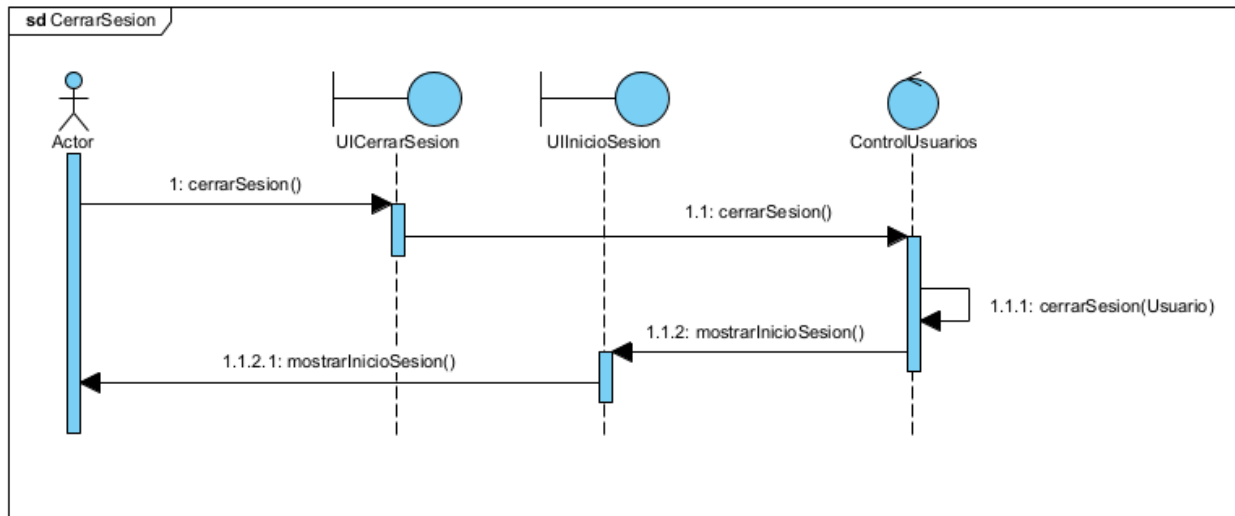 sd CerrarSesion
Actor
UICerrarSesion
UIInicioSesion
ControlUsuarios
1: cerrarSesion()
1.1: cerrarSesion()
1.1.1: cerrarSesion(Usuario)
1.1.2: mostrarInicioSesion()
1.1.2.1: mostrarInicioSesion()